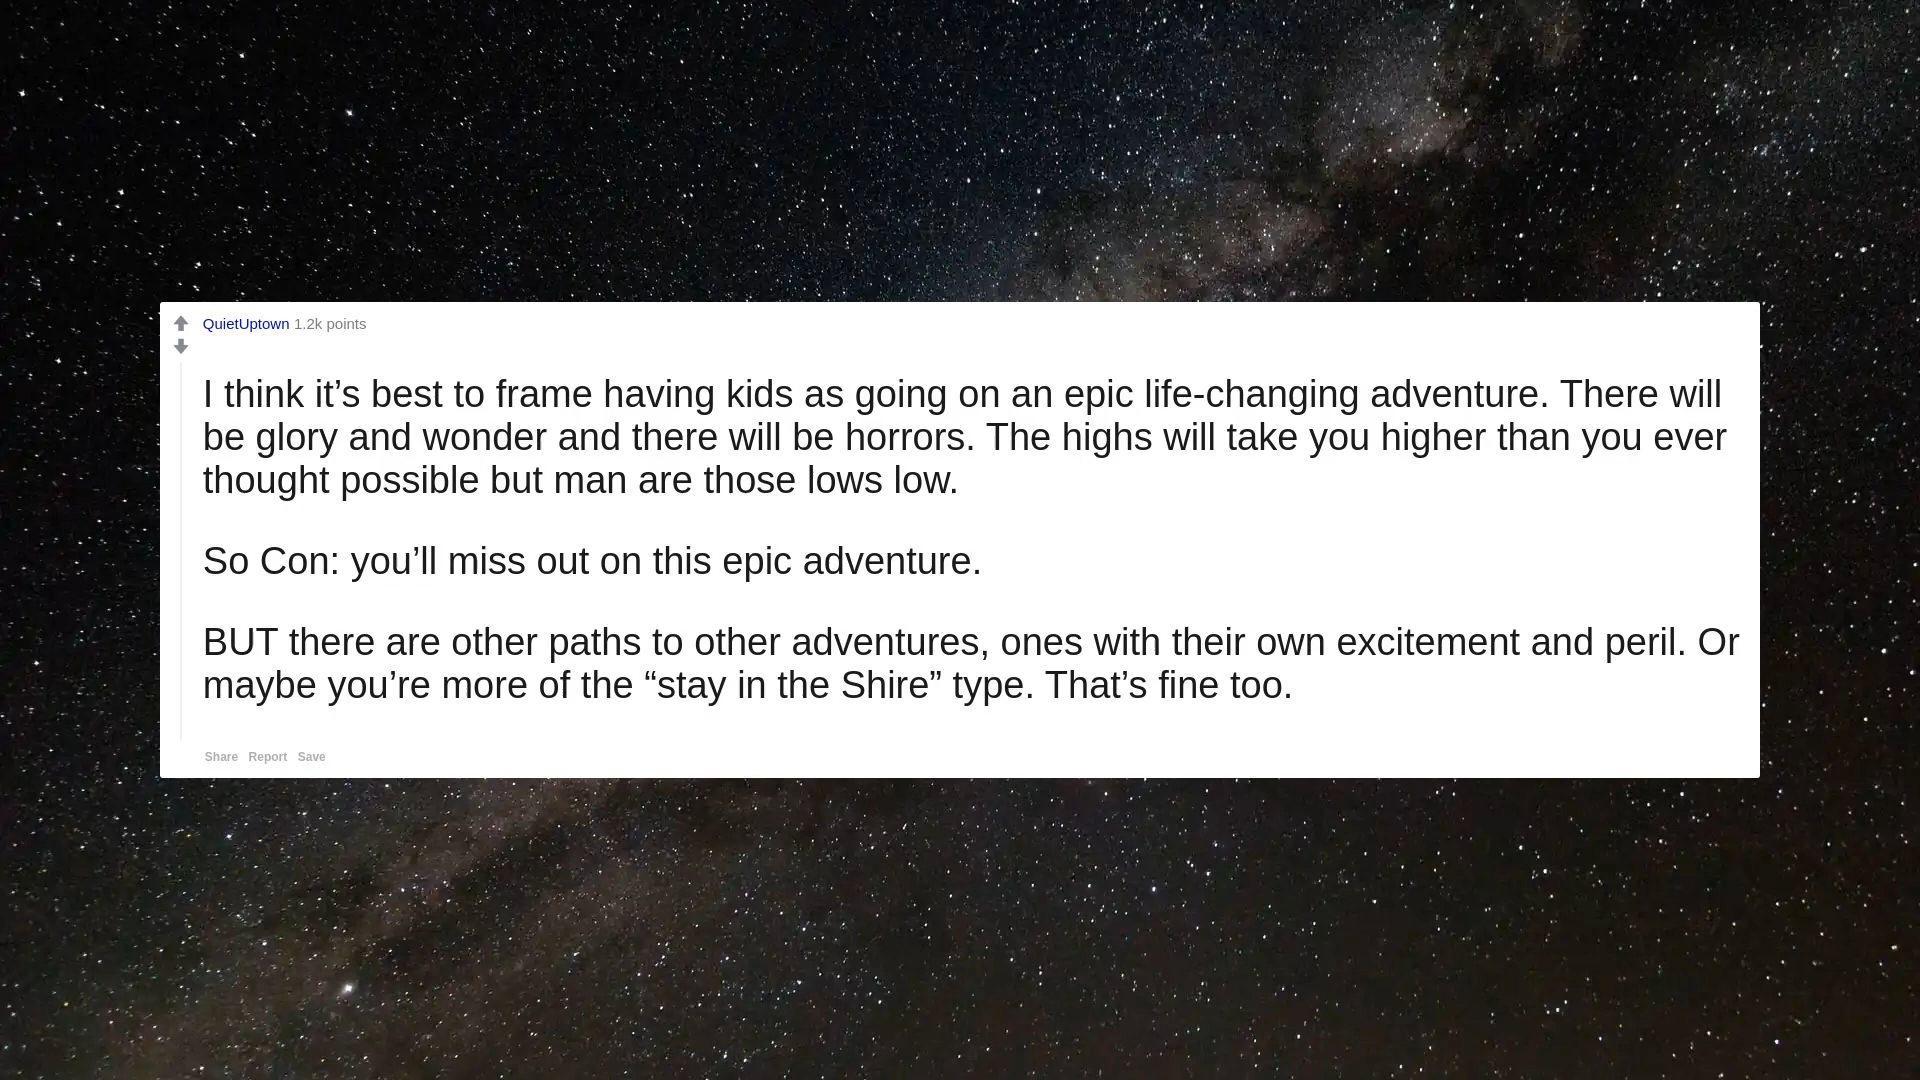 QuietUptown 1.2k points
I think it’s best to frame having kids as going on an epic life-changing adventure. There will
be glory and wonder and there will be horrors. The highs will take you higher than you ever
thought possible but man are those lows low.
So Con: you’ll miss out on this epic adventure.
BUT there are other paths to other adventures, ones with their own excitement and peril. Or
maybe you’re more of the “stay in the Shire” type. That’s fine too.
Share Report Save